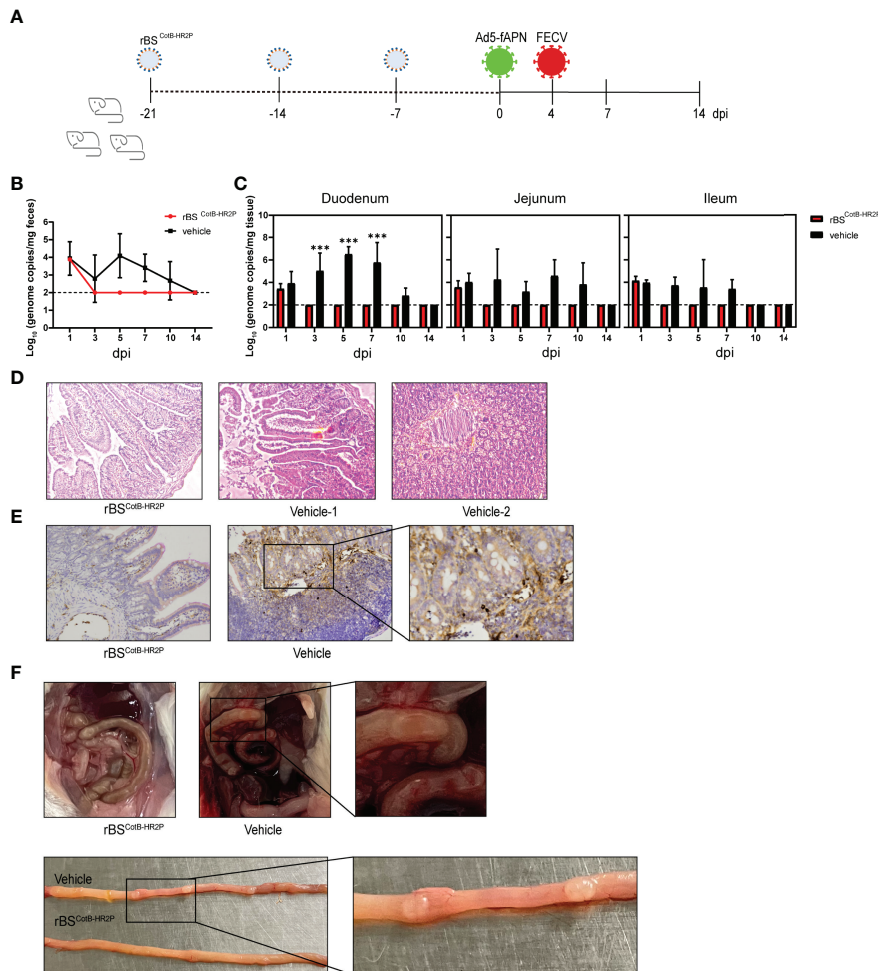 A
rBS^CotB-HR2P
Ad5-fAPN
FECV
-21
-14
-7
0
4
7
14
dpi
B
Log10 (genome copies/mg feces)
6
5
4
3
2
1
0
1
3
5
7
10
14
dpi
rBS^CotB-HR2P
vehicle
C
Log10 (genome copies/mg tissue)
Duodenum
Jejunum
Ileum
10
8
6
4
2
0
***
***
***
1
3
5
7
10
14
1
3
5
7
10
14
1
3
5
7
10
14
dpi
dpi
dpi
rBS^CotB-HR2P
vehicle
D
rBS^CotB-HR2P
Vehicle-1
Vehicle-2
E
rBS^CotB-HR2P
Vehicle
F
rBS^CotB-HR2P
Vehicle
Vehicle
rBS^CotB-HR2P